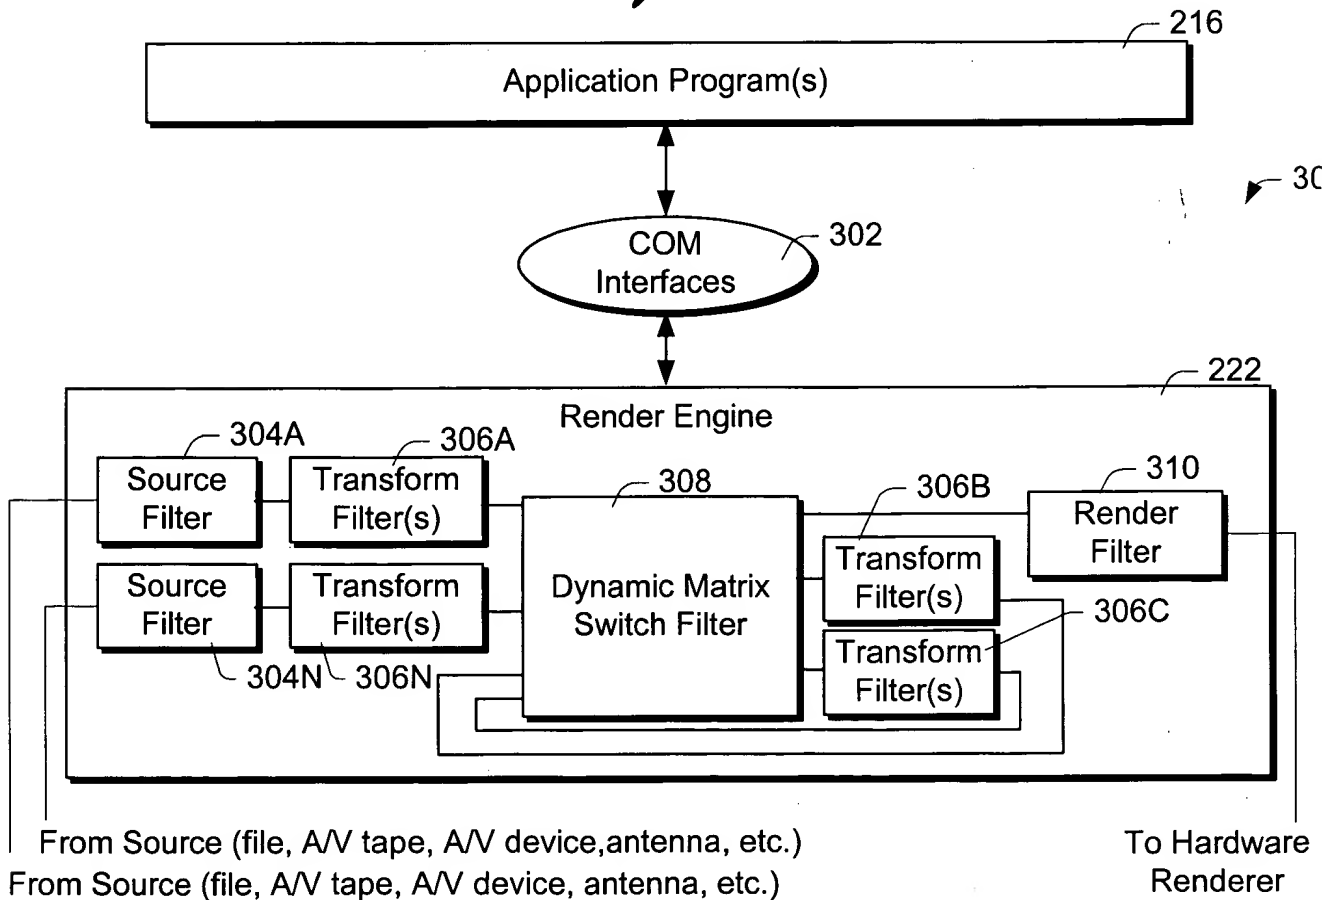 216
Application Program(s)
COM
Interfaces
302
222
Render Engine
304A
Source
Filter
306A
Transform
Filter(s)
308
Dynamic Matrix
Switch Filter
306B
Transform
Filter(s)
310
Render
Filter
Source
Filter
304N
Transform
Filter(s)
306N
Transform
Filter(s)
306C
From Source (file, A/V tape, A/V device,antenna, etc.)
From Source (file, A/V tape, A/V device, antenna, etc.)
To Hardware
Renderer